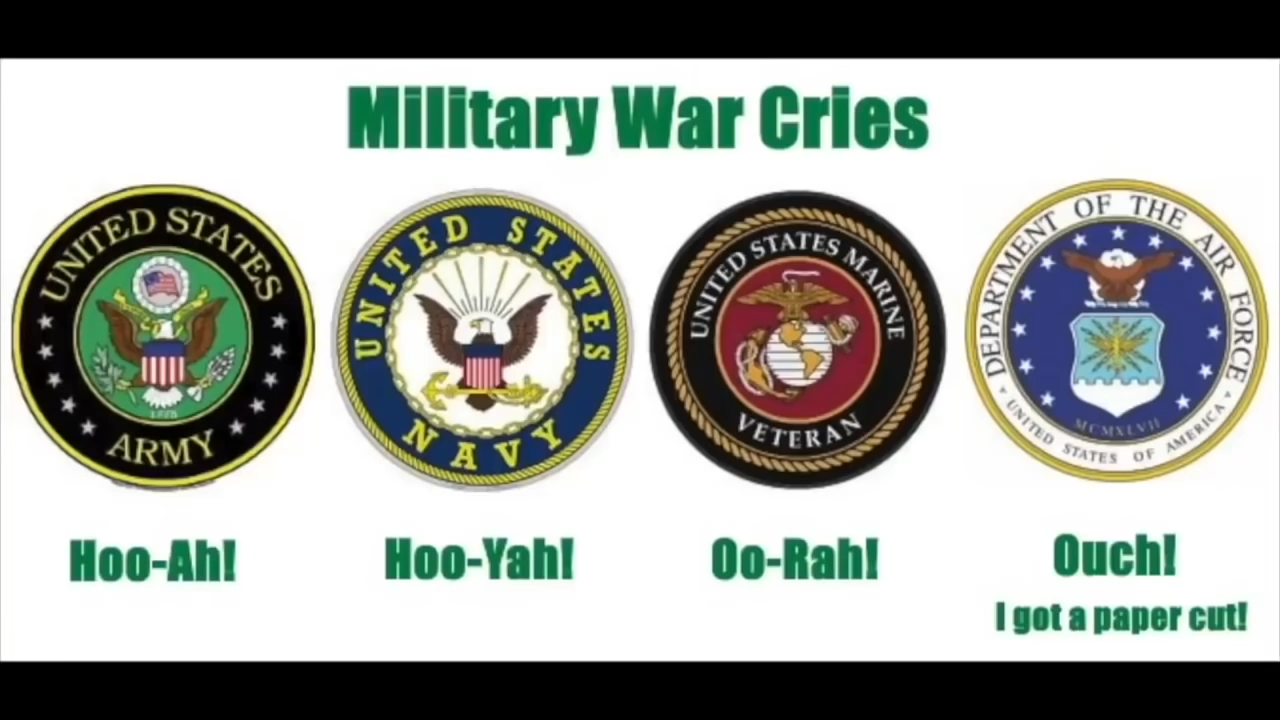 Military War Cries
UNITED STATES
ARMY
1775
UNITED STATES
NAVY
UNITED STATES MARINE
VETERAN
DEPARTMENT OF THE AIR FORCE
MCMXLVII
UNITED STATES OF AMERICA
Hoo-Ah!
Hoo-Yah!
Oo-Rah!
Ouch!
I got a paper cut!